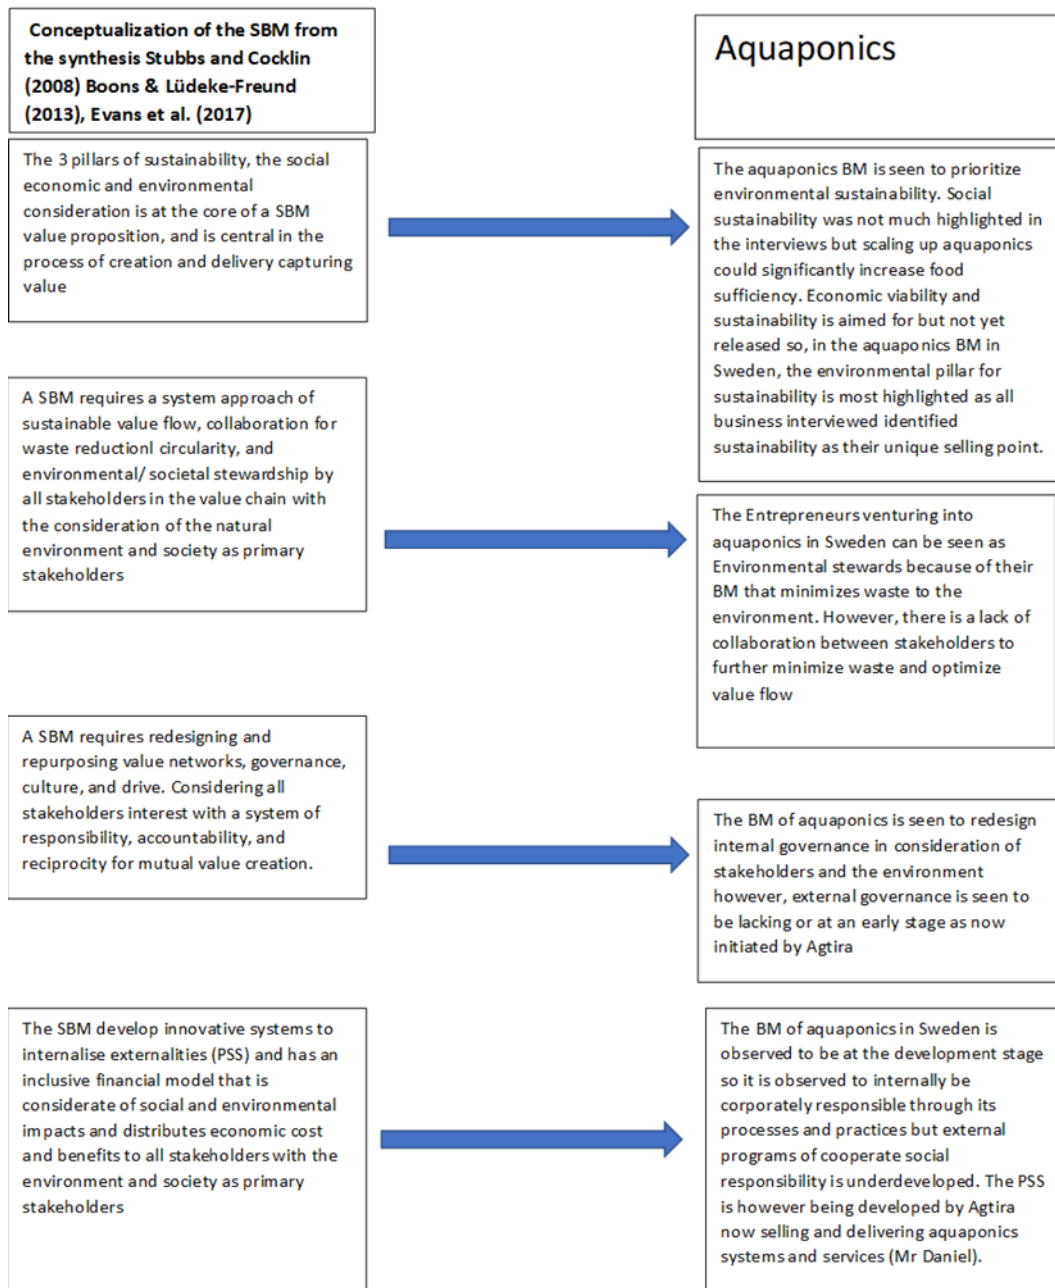 Conceptualization of the SBM from
the synthesis Stubbs and Cocklin
(2008) Boons & Lüdeke-Freund
(2013), Evans et al. (2017)
Aquaponics
The 3 pillars of sustainability, the social
economic and environmental
consideration is at the core of a SBM
value proposition, and is central in the
process of creation and delivery capturing
value
The aquaponics BM is seen to prioritize
environmental sustainability. Social
sustainability was not much highlighted in
the interviews but scaling up aquaponics
could significantly increase food
sufficiency. Economic viability and
sustainability is aimed for but not yet
released so, in the aquaponics BM in
Sweden, the environmental pillar for
sustainability is most highlighted as all
business interviewed identified
sustainability as their unique selling point.
A SBM requires a system approach of
sustainable value flow, collaboration for
waste reductionl circularity, and
environmental/ societal stewardship by
all stakeholders in the value chain with
the consideration of the natural
environment and society as primary
stakeholders
The Entrepreneurs venturing into
aquaponics in Sweden can be seen as
Environmental stewards because of their
BM that minimizes waste to the
environment. However, there is a lack of
collaboration between stakeholders to
further minimize waste and optimize
value flow
A SBM requires redesigning and
repurposing value networks, governance,
culture, and drive. Considering all
stakeholders interest with a system of
responsibility, accountability, and
reciprocity for mutual value creation.
The BM of aquaponics is seen to redesign
internal governance in consideration of
stakeholders and the environment
however, external governance is seen to
be lacking or at an early stage as now
initiated by Agtira
The SBM develop innovative systems to
internalise externalities (PSS) and has an
inclusive financial model that is
considerate of social and environmental
impacts and distributes economic cost
and benefits to all stakeholders with the
environment and society as primary
stakeholders
The BM of aquaponics in Sweden is
observed to be at the development stage
so it is observed to internally be
corporately responsible through its
processes and practices but external
programs of cooperate social
responsibility is underdeveloped. The PSS
is however being developed by Agtira
now selling and delivering aquaponics
systems and services (Mr Daniel).